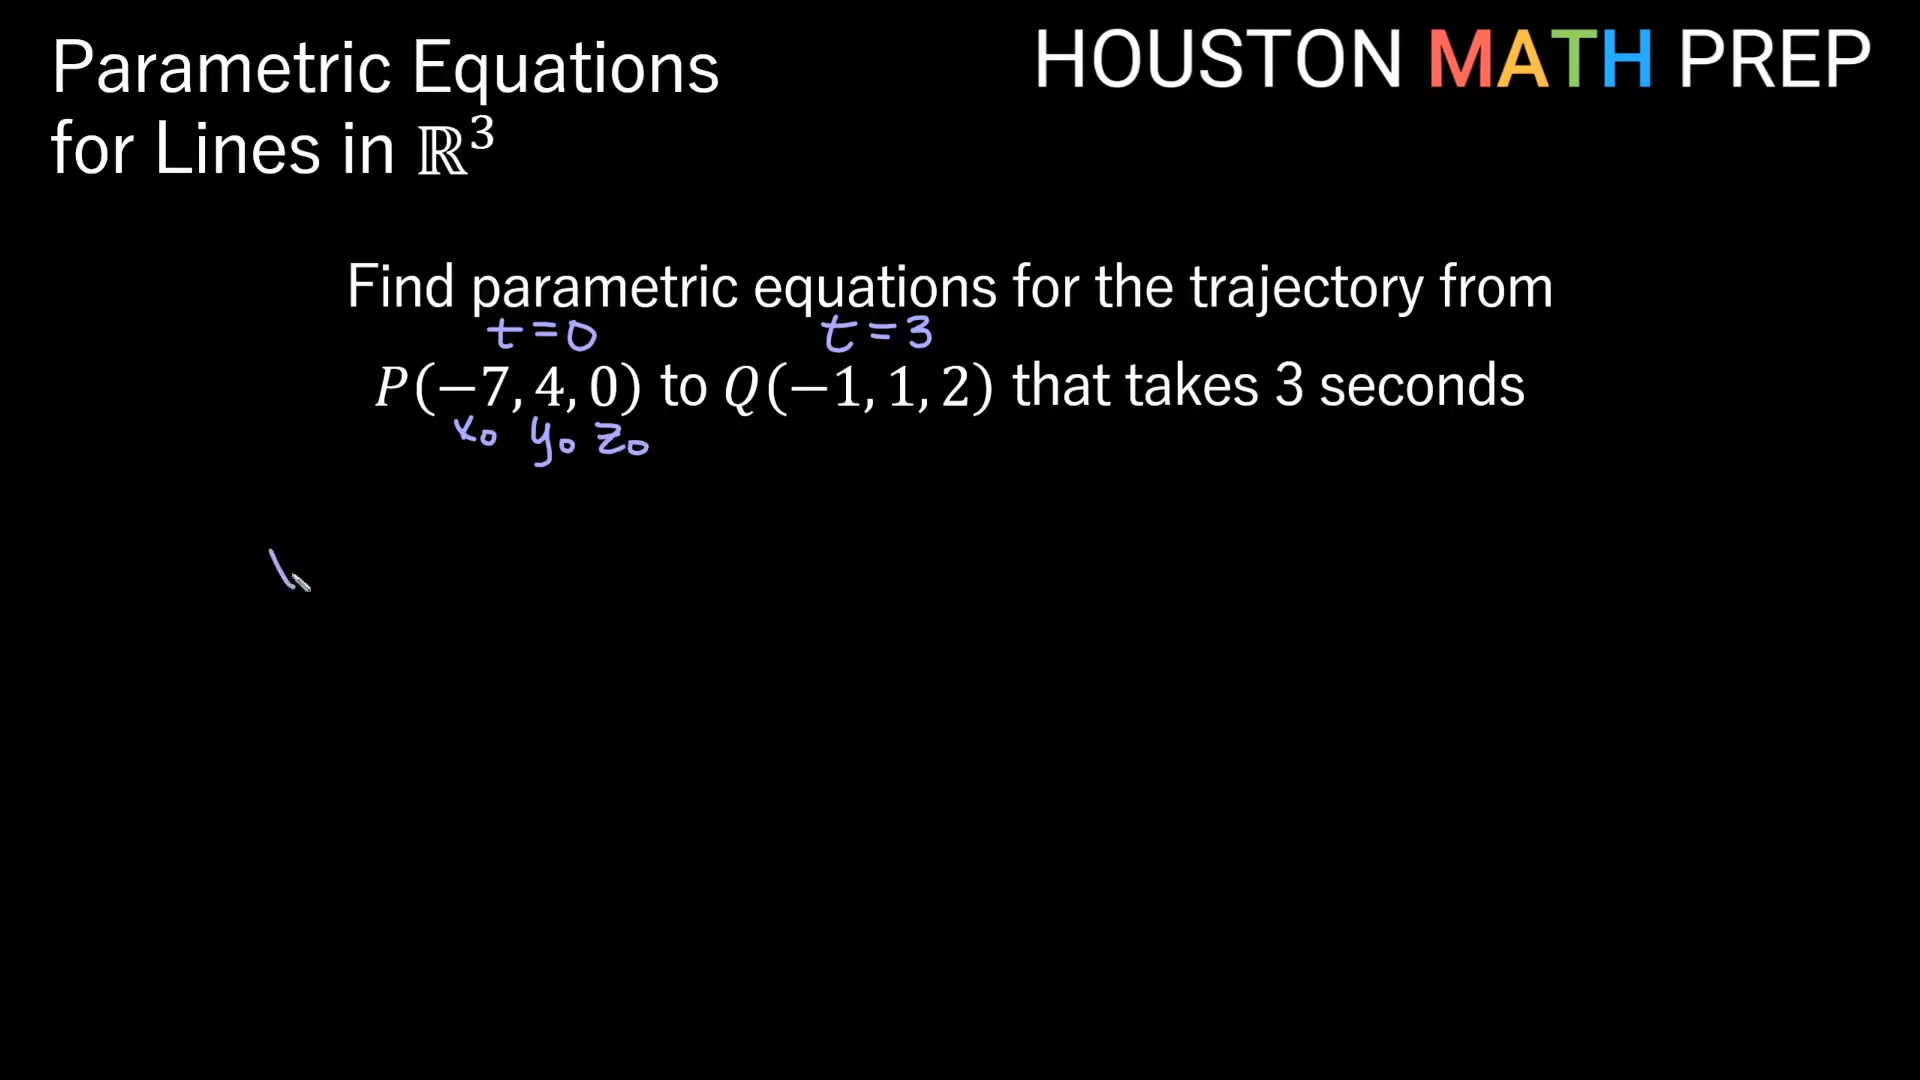 Parametric Equations
for Lines in ℝ³
HOUSTON MATH PREP
Find parametric equations for the trajectory from
t=0 t=3
P(−7, 4, 0) to Q(−1, 1, 2) that takes 3 seconds
x₀ y₀ z₀